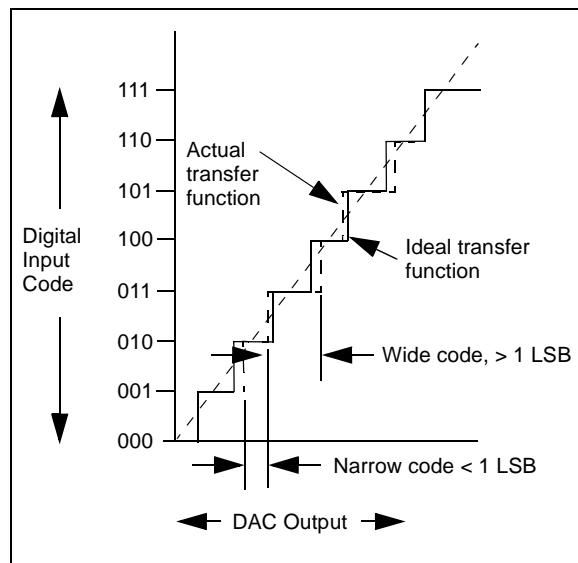 111
110
Actual
transfer
function
101
Digital
Input
Code
100
Ideal transfer
function
011
010
Wide code, > 1 LSB
001
000
Narrow code < 1 LSB
DAC Output